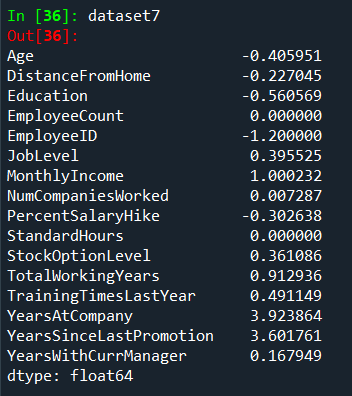 In [36]: dataset7
Out[36]:
Age -0.405951
DistanceFromHome -0.227045
Education -0.560569
EmployeeCount 0.000000
EmployeeID -1.200000
JobLevel 0.395525
MonthlyIncome 1.000232
NumCompaniesWorked 0.007287
PercentSalaryHike -0.302638
StandardHours 0.000000
StockOptionLevel 0.361086
TotalWorkingYears 0.912936
TrainingTimesLastYear 0.491149
YearsAtCompany 3.923864
YearsSinceLastPromotion 3.601761
YearsWithCurrManager 0.167949
dtype: float64